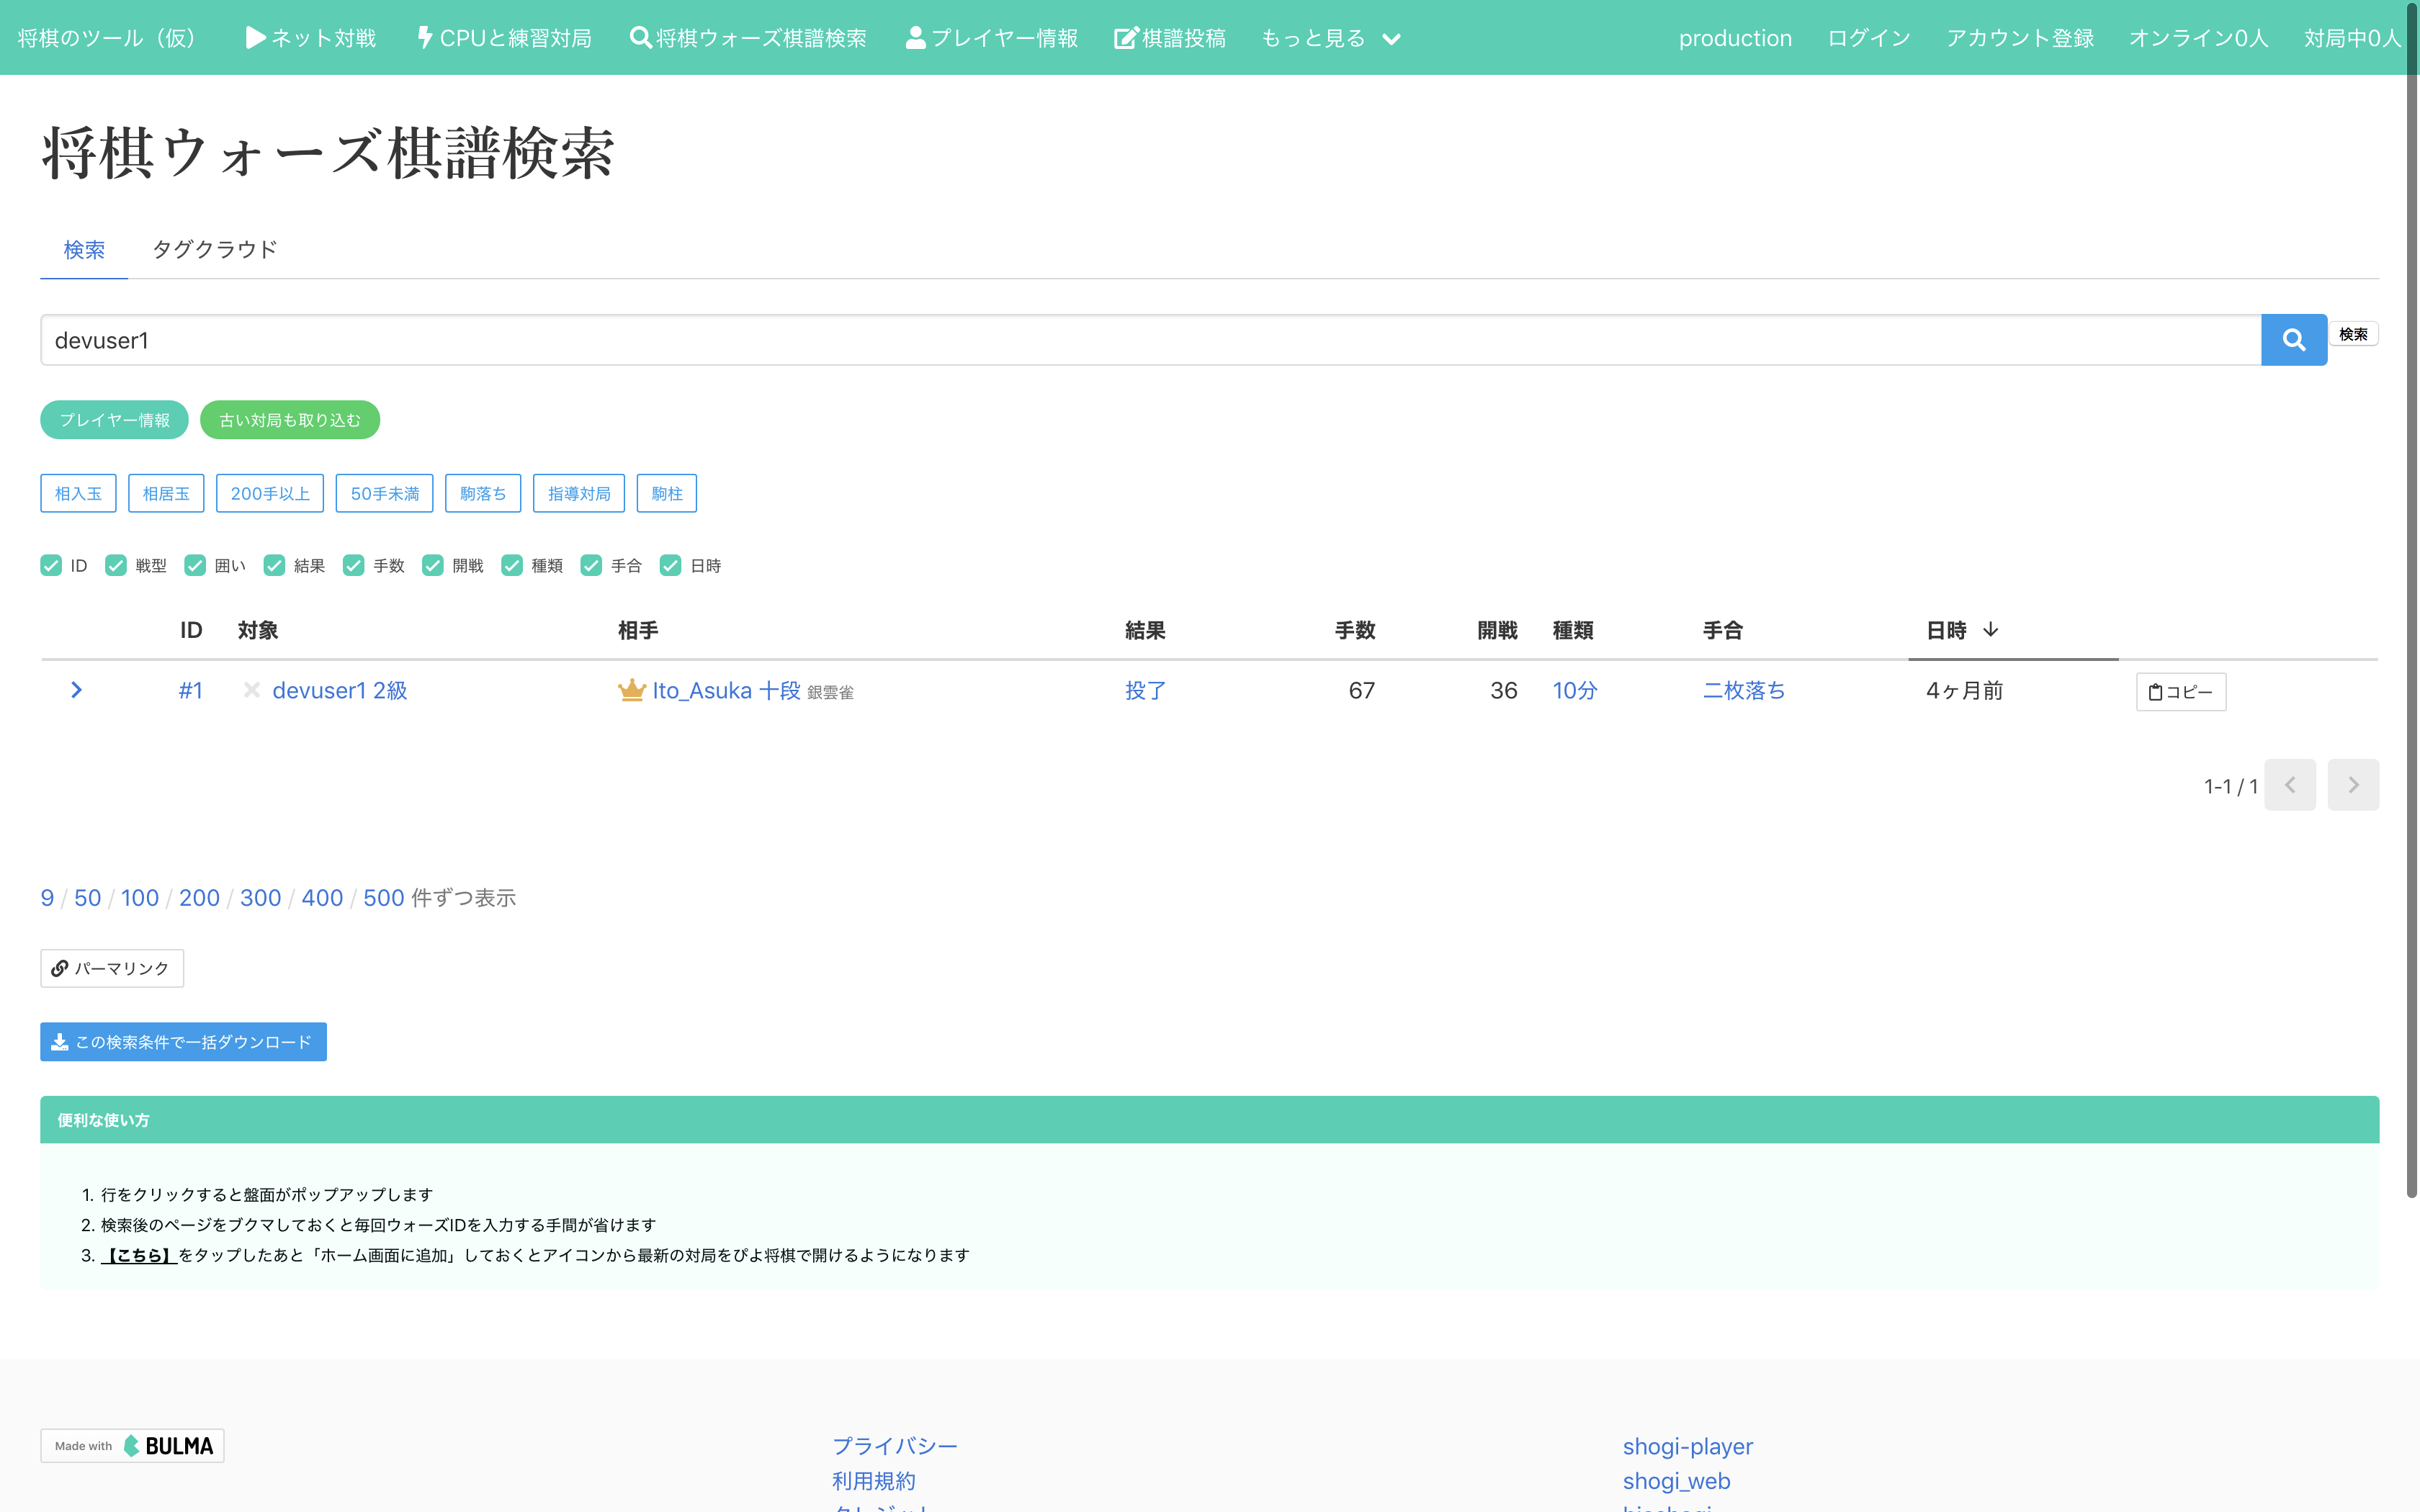 将棋のツール（仮） ネット対戦 CPUと練習対局 将棋ウォーズ棋譜検索 プレイヤー情報 棋譜投稿 もっと見る production ログイン アカウント登録 オンライン0人 対局中0人
将棋ウォーズ棋譜検索
検索 タグクラウド
devuser1 検索
プレイヤー情報 古い対局も取り込む
相入玉 相居玉 200手以上 50手未満 駒落ち 指導対局 駒柱
ID 戦型 囲い 結果 手数 開戦 種類 手合 日時
ID 対象 相手 結果 手数 開戦 種類 手合 日時
#1 devuser1 2級 Ito_Asuka 十段 銀雲雀 投了 67 36 10分 二枚落ち 4ヶ月前 コピー
1-1 / 1
9 / 50 / 100 / 200 / 300 / 400 / 500 件ずつ表示
パーマリンク
この検索条件で一括ダウンロード
便利な使い方
1. 行をクリックすると盤面がポップアップします
2. 検索後のページをブクマしておくと毎回ウォーズIDを入力する手間が省けます
3. 【こちら】をタップしたあと「ホーム画面に追加」しておくとアイコンから最新の対局をぴよ将棋で開けるようになります
Made with BULMA プライバシー shogi-player
利用規約 shogi_web